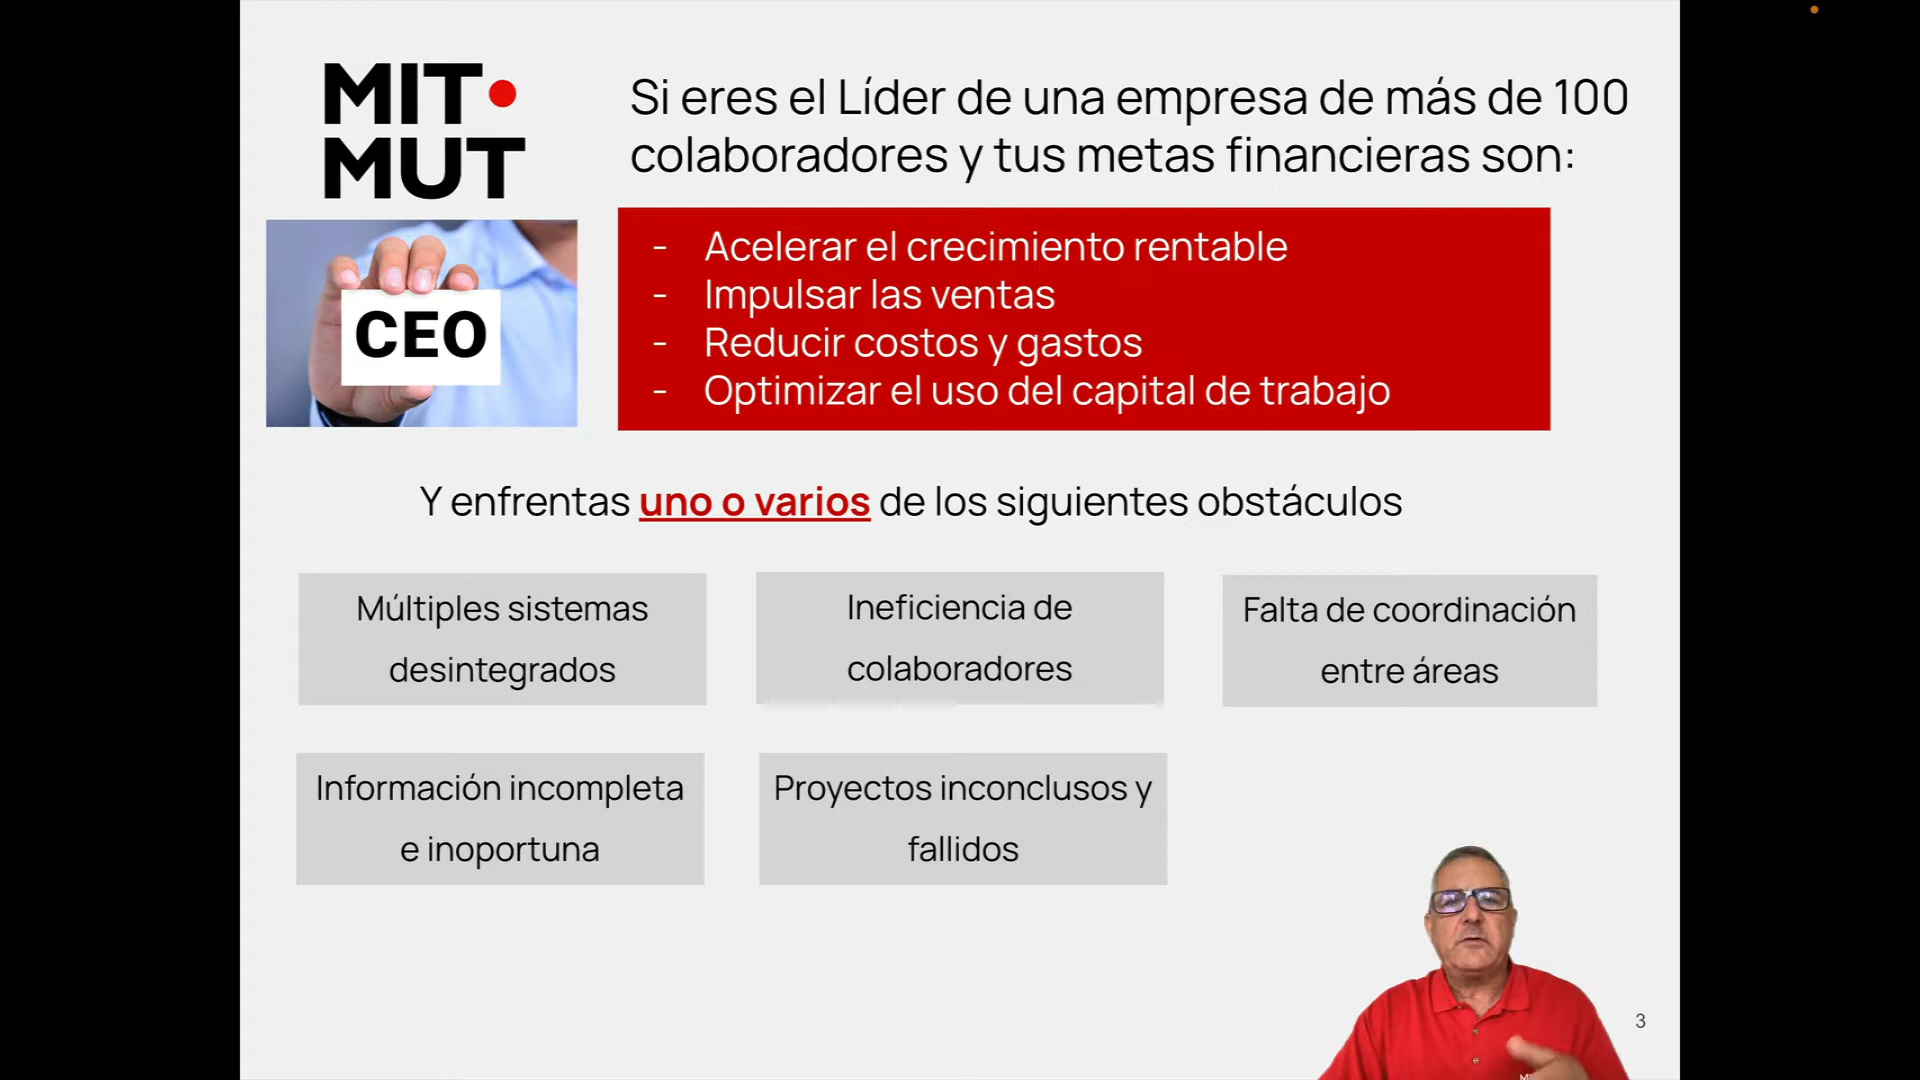 MIT
MUT
Si eres el Líder de una empresa de más de 100
colaboradores y tus metas financieras son:
CEO
- Acelerar el crecimiento rentable
- Impulsar las ventas
- Reducir costos y gastos
- Optimizar el uso del capital de trabajo
Y enfrentas uno o varios de los siguientes obstáculos
Múltiples sistemas
desintegrados
Ineficiencia de
colaboradores
Falta de coordinación
entre áreas
Información incompleta
e inoportuna
Proyectos inconclusos y
fallidos
3